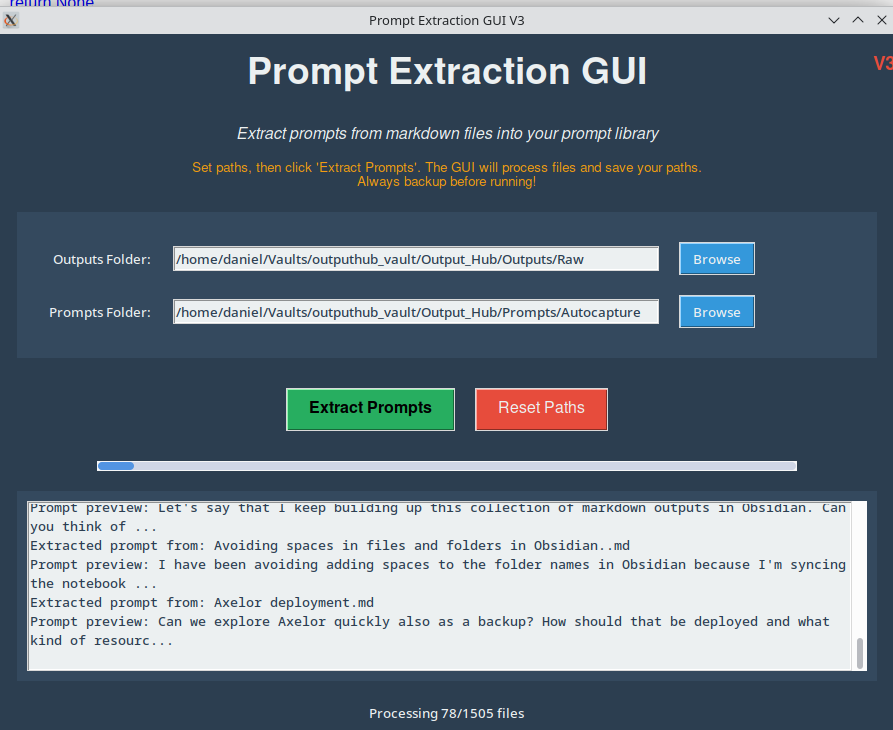 return None
Prompt Extraction GUI V3
Prompt Extraction GUI
V3
Extract prompts from markdown files into your prompt library
Set paths, then click 'Extract Prompts'. The GUI will process files and save your paths.
Always backup before running!
Outputs Folder:
/home/daniel/Vaults/outputhub_vault/Output_Hub/Outputs/Raw
Browse
Prompts Folder:
/home/daniel/Vaults/outputhub_vault/Output_Hub/Prompts/Autocapture
Browse
Extract Prompts
Reset Paths
Prompt preview: Let's say that I keep building up this collection of markdown outputs in Obsidian. Can
you think of ...
Extracted prompt from: Avoiding spaces in files and folders in Obsidian..md
Prompt preview: I have been avoiding adding spaces to the folder names in Obsidian because I'm syncing
the notebook ...
Extracted prompt from: Axelor deployment.md
Prompt preview: Can we explore Axelor quickly also as a backup? How should that be deployed and what
kind of resourc...
Processing 78/1505 files